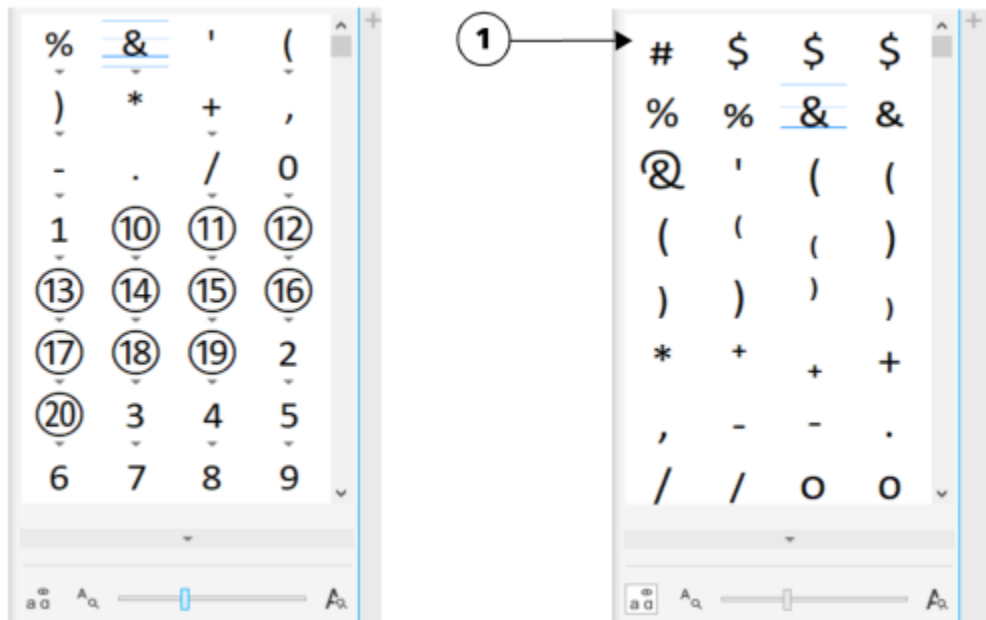 % & ' (
) * + ,
- . / 0
1 ⑩ ⑪ ⑫
⑬ ⑭ ⑮ ⑯
⑰ ⑱ ⑲ 2
⑳ 3 4 5
6 7 8 9
1
# $ $ $
% % & &
& ' ( (
( ( ( )
) ) ) )
* + + +
, - - .
/ / o o